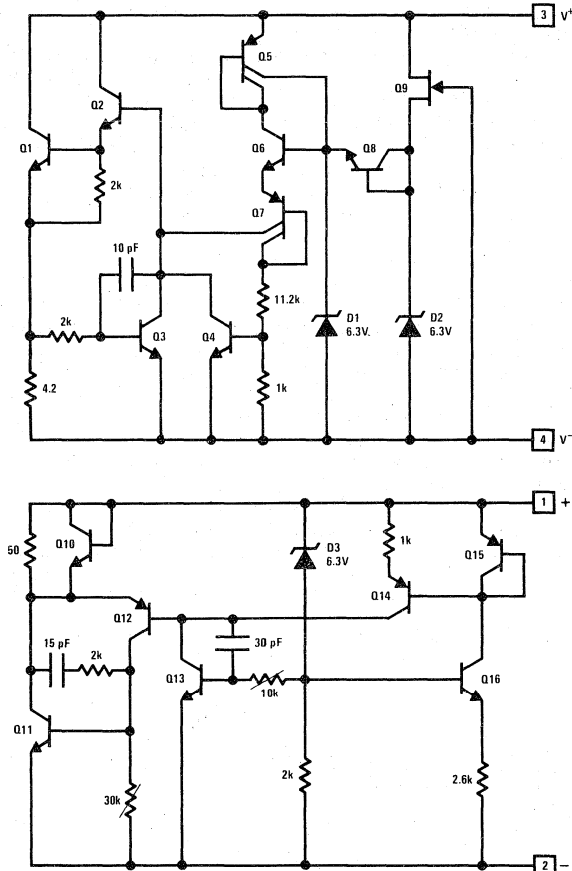 3 V+
Q5
Q9
Q2
Q1
Q6
Q8
2k
Q7
10 pF
11.2k
2k
Q3
Q4
D1
6.3V.
D2
6.3V
4.2
1k
4 V−
1 +
Q10
50
D3
6.3V
1k
Q15
Q14
Q12
15 pF
2k
30 pF
Q13
10k
Q16
Q11
2k
2.6k
30k
2 −